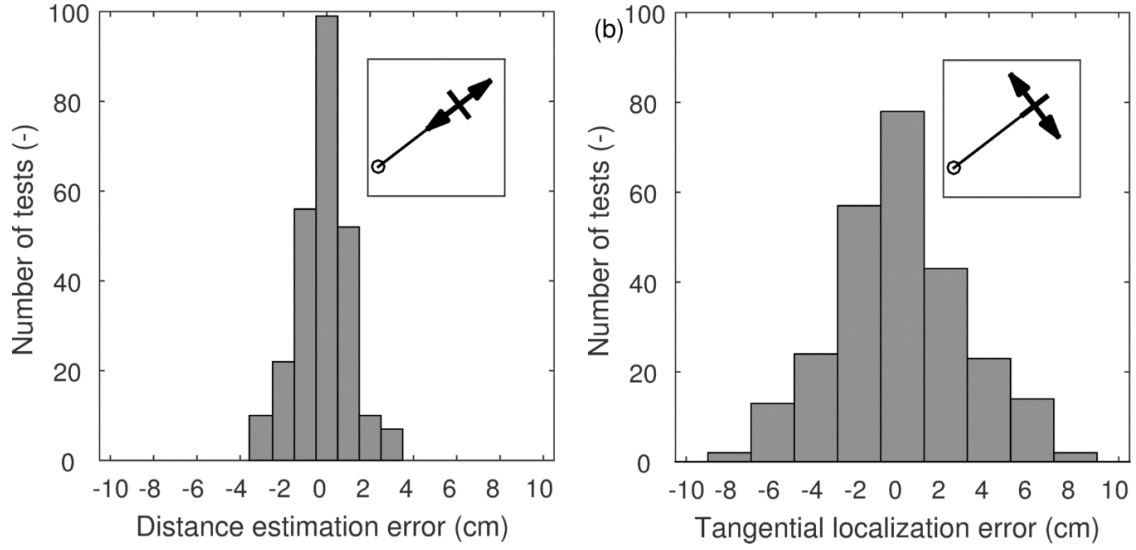 100
80
60
40
20
0
Number of tests (-)
-10 -8 -6 -4 -2 0 2 4 6 8 10
Distance estimation error (cm)
(b)
100
80
60
40
20
0
Number of tests (-)
-10 -8 -6 -4 -2 0 2 4 6 8 10
Tangential localization error (cm)